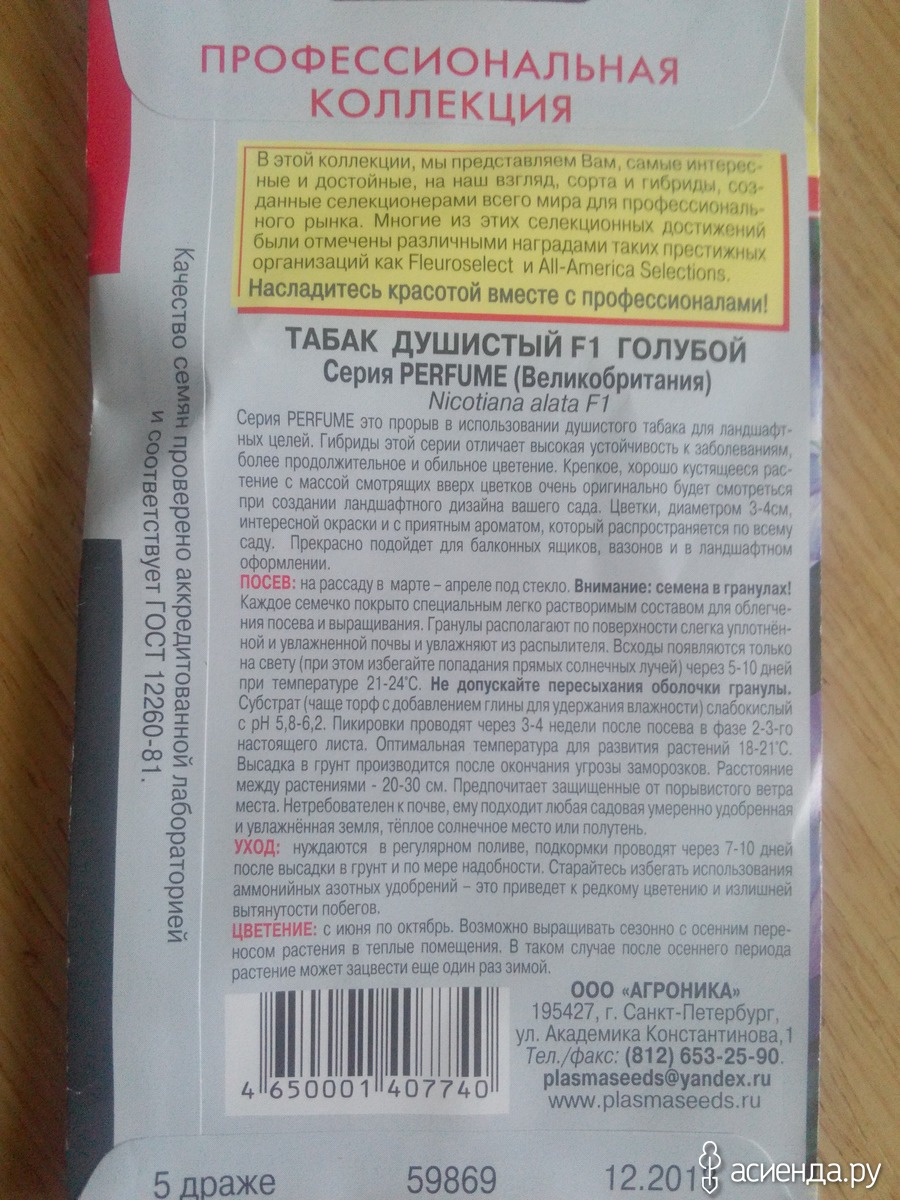 ПРОФЕССИОНАЛЬНАЯ
КОЛЛЕКЦИЯ
В этой коллекции, мы представляем Вам, самые интерес-
ные и достойные, на наш взгляд, сорта и гибриды, соз-
данные селекционерами всего мира для профессиональ-
ного рынка. Многие из этих селекционных достижений
были отмечены различными наградами таких престижных
организаций как Fleuroselect и All-America Selections.
Насладитесь красотой вместе с профессионалами!
ТАБАК ДУШИСТЫЙ F1 ГОЛУБОЙ
Серия PERFUME (Великобритания)
Nicotiana alata F1
Серия PERFUME это прорыв в использовании душистого табака для ландшафт-
ных целей. Гибриды этой серии отличает высокая устойчивость к заболеваниям,
более продолжительное и обильное цветение. Крепкое, хорошо кустящееся рас-
тение с массой смотрящих вверх цветков очень оригинально будет смотреться
при создании ландшафтного дизайна вашего сада. Цветки, диаметром 3-4см,
интересной окраски и с приятным ароматом, который распространяется по всему
саду. Прекрасно подойдет для балконных ящиков, вазонов и в ландшафтном
оформлении.
ПОСЕВ: на рассаду в марте – апреле под стекло. Внимание: семена в гранулах!
Каждое семечко покрыто специальным легко растворимым составом для облегче-
ния посева и выращивания. Гранулы располагают по поверхности слегка уплотнён-
ной и увлажненной почвы и увлажняют из распылителя. Всходы появляются только
на свету (при этом избегайте попадания прямых солнечных лучей) через 5-10 дней
при температуре 21-24°С. Не допускайте пересыхания оболочки гранулы.
Субстрат (чаще торф с добавлением глины для удержания влажности) слабокислый
с рН 5,8-6,2. Пикировки проводят через 3-4 недели после посева в фазе 2-3-го
настоящего листа. Оптимальная температура для развития растений 18-21°С.
Высадка в грунт производится после окончания угрозы заморозков. Расстояние
между растениями - 20-30 см. Предпочитает защищенные от порывистого ветра
места. Нетребователен к почве, ему подходит любая садовая умеренно удобренная
и увлажнённая земля, тёплое солнечное место или полутень.
УХОД: нуждаются в регулярном поливе, подкормки проводят через 7-10 дней
после высадки в грунт и по мере надобности. Старайтесь избегать использования
аммонийных азотных удобрений – это приведет к редкому цветению и излишней
вытянутости побегов.
ЦВЕТЕНИЕ: с июня по октябрь. Возможно выращивать сезонно с осенним пере-
носом растения в теплые помещения. В таком случае после осеннего периода
растение может зацвести еще один раз зимой.
ООО «АГРОНИКА»
195427, г. Санкт-Петербург,
ул. Академика Константинова,1
Тел./факс: (812) 653-25-90.
plasmaseeds@yandex.ru
www.plasmaseeds.ru
4 650001 407740
5 драже 59869 12.201
Качество семян проверено аккредитованной лабораторией
и соответствует ГОСТ 12260-81.
асиенда.ру